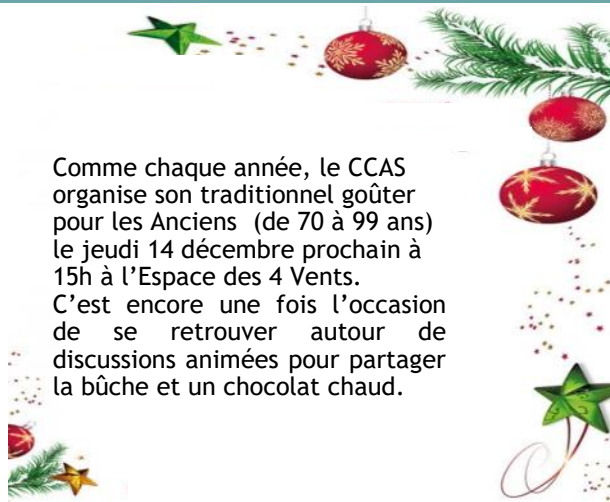 Comme chaque année, le CCAS
organise son traditionnel goûter
pour les Anciens (de 70 à 99 ans)
le jeudi 14 décembre prochain à
15h à l’Espace des 4 Vents.
C’est encore une fois l’occasion
de se retrouver autour de
discussions animées pour partager
la bûche et un chocolat chaud.